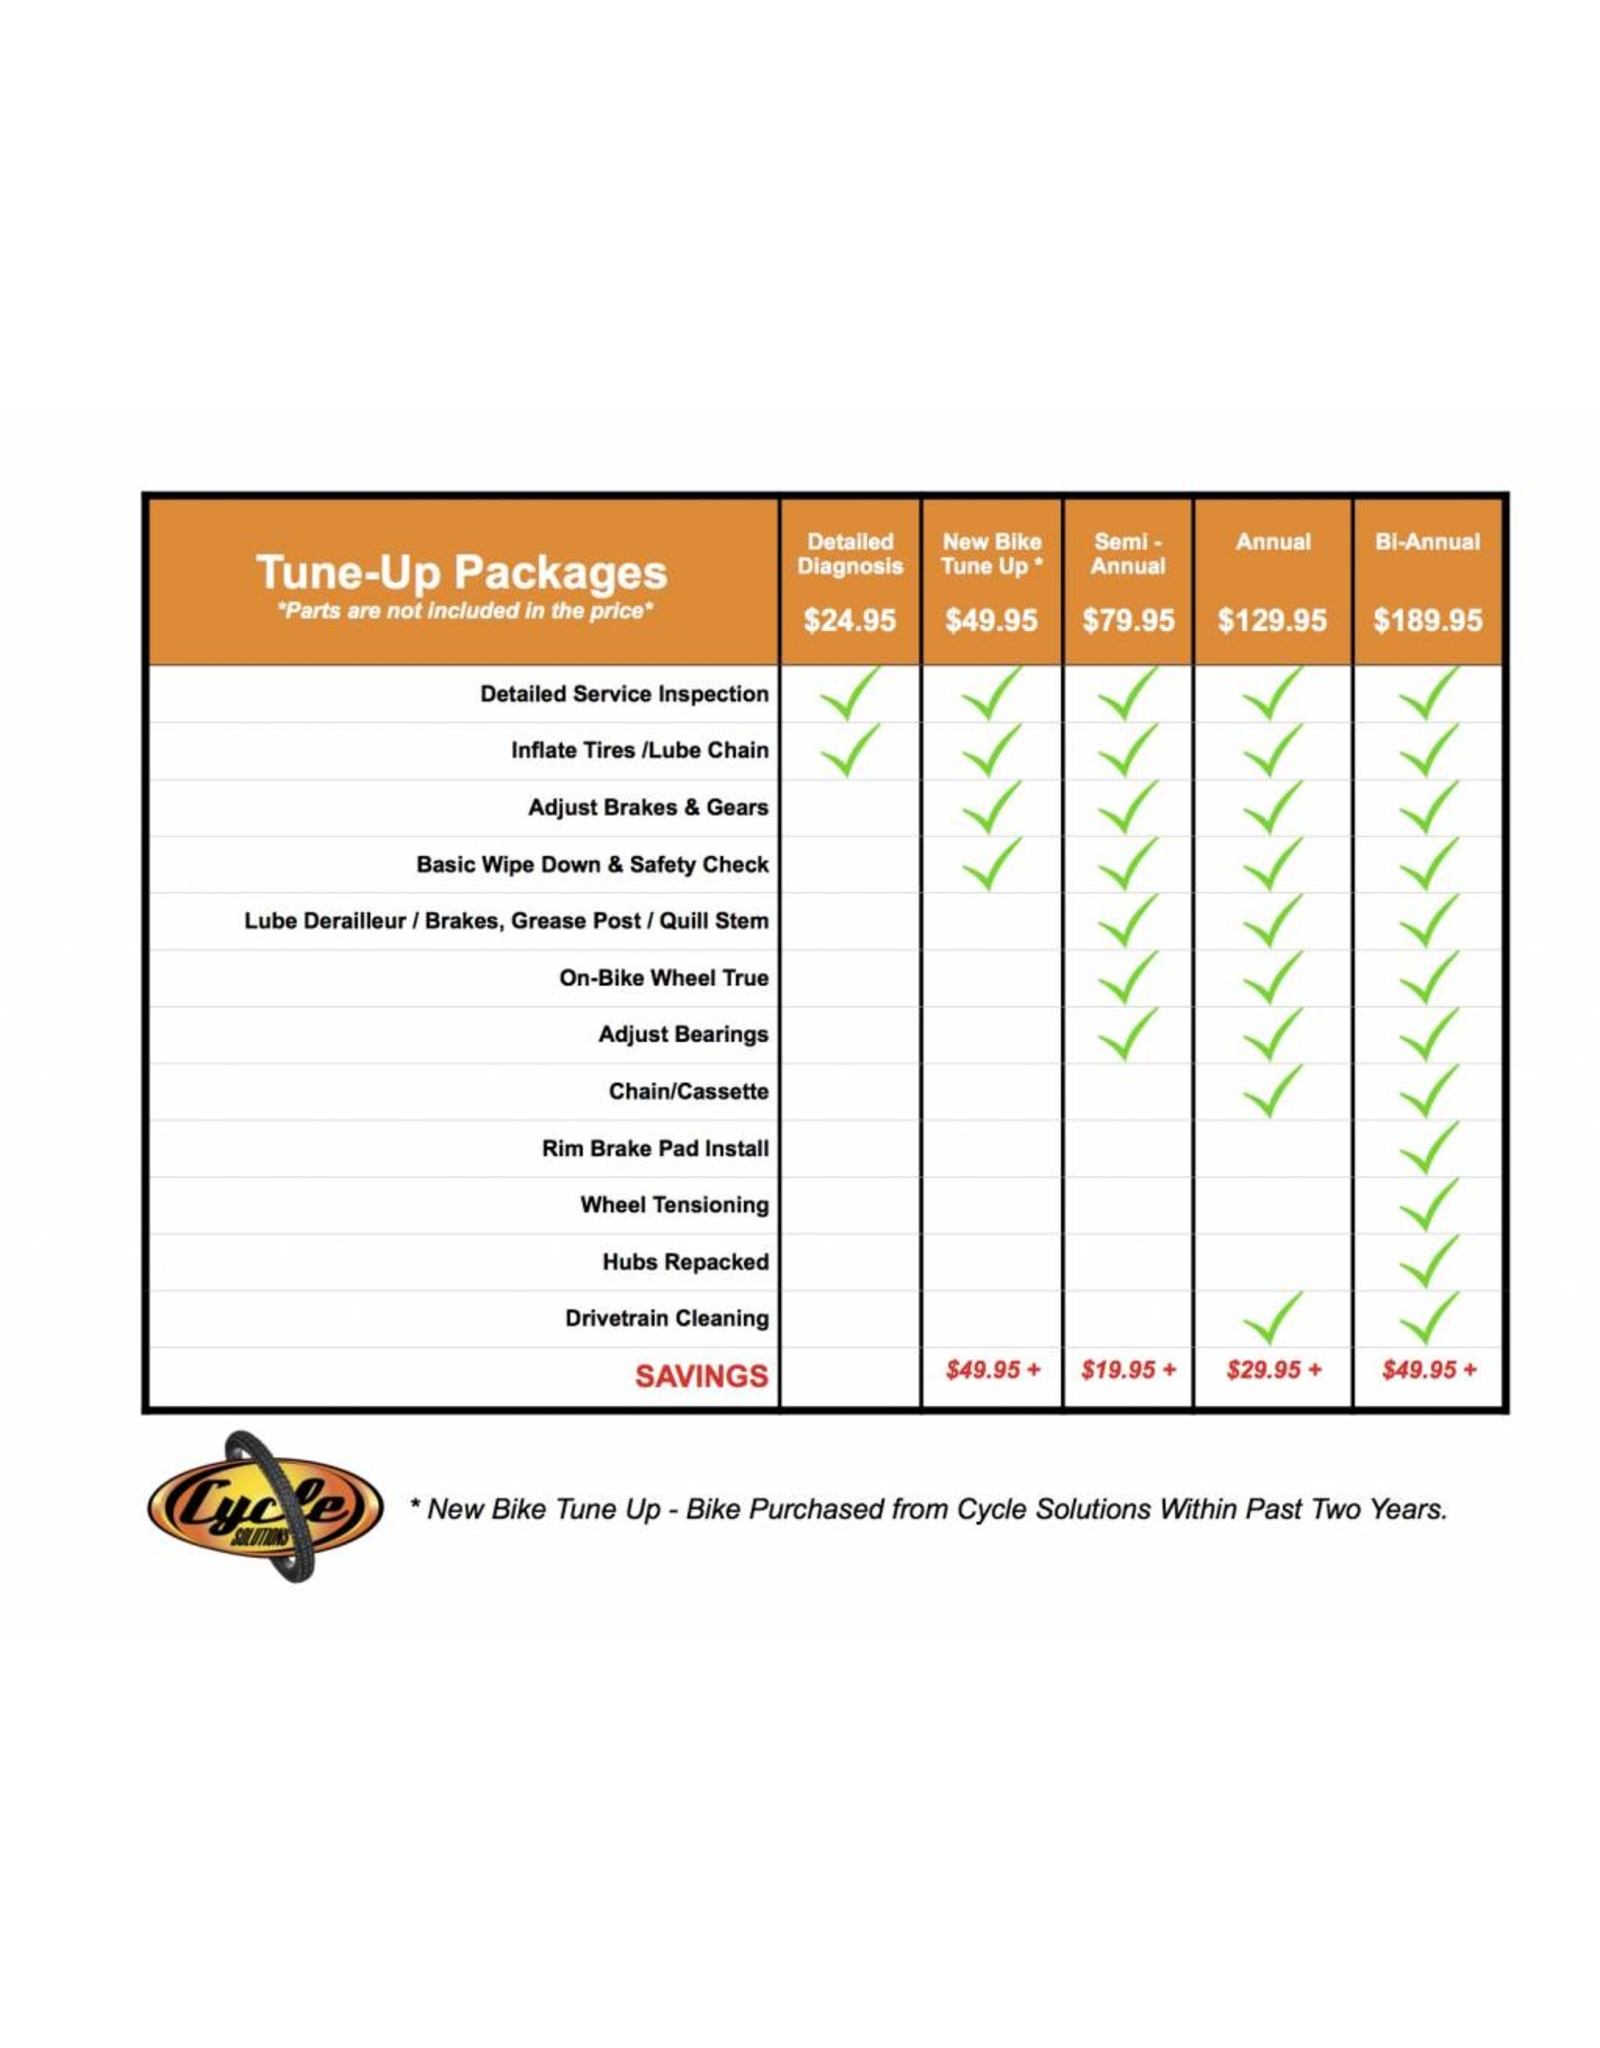 Tune-Up Packages
*Parts are not included in the price*
Detailed
Diagnosis
$24.95
New Bike
Tune Up *
$49.95
Semi -
Annual
$79.95
Annual
$129.95
Bi-Annual
$189.95
Detailed Service Inspection
Inflate Tires /Lube Chain
Adjust Brakes & Gears
Basic Wipe Down & Safety Check
Lube Derailleur / Brakes, Grease Post / Quill Stem
On-Bike Wheel True
Adjust Bearings
Chain/Cassette
Rim Brake Pad Install
Wheel Tensioning
Hubs Repacked
Drivetrain Cleaning
SAVINGS $49.95 + $19.95 + $29.95 + $49.95 +
Cycle
SOLUTIONS
* New Bike Tune Up - Bike Purchased from Cycle Solutions Within Past Two Years.